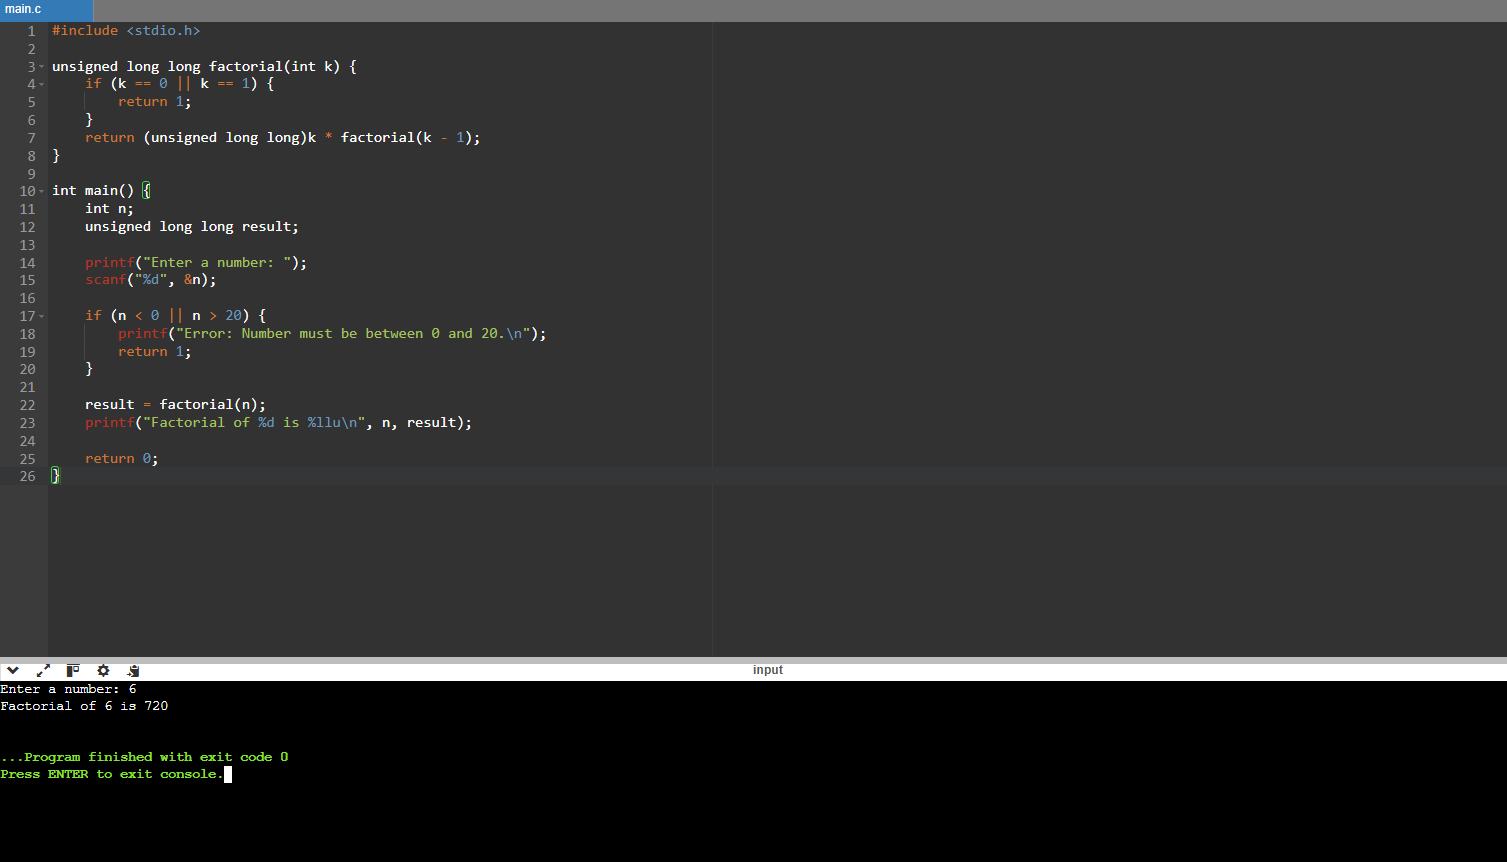 main.c
1 #include <stdio.h>
2
3 unsigned long long factorial(int k) {
4     if (k == 0 || k == 1) {
5         return 1;
6     }
7     return (unsigned long long)k * factorial(k - 1);
8 }
9
10 int main() {
11     int n;
12     unsigned long long result;
13
14     printf("Enter a number: ");
15     scanf("%d", &n);
16
17     if (n < 0 || n > 20) {
18         printf("Error: Number must be between 0 and 20.\n");
19         return 1;
20     }
21
22     result = factorial(n);
23     printf("Factorial of %d is %llu\n", n, result);
24
25     return 0;
26 }
input
Enter a number: 6
Factorial of 6 is 720
...Program finished with exit code 0
Press ENTER to exit console.